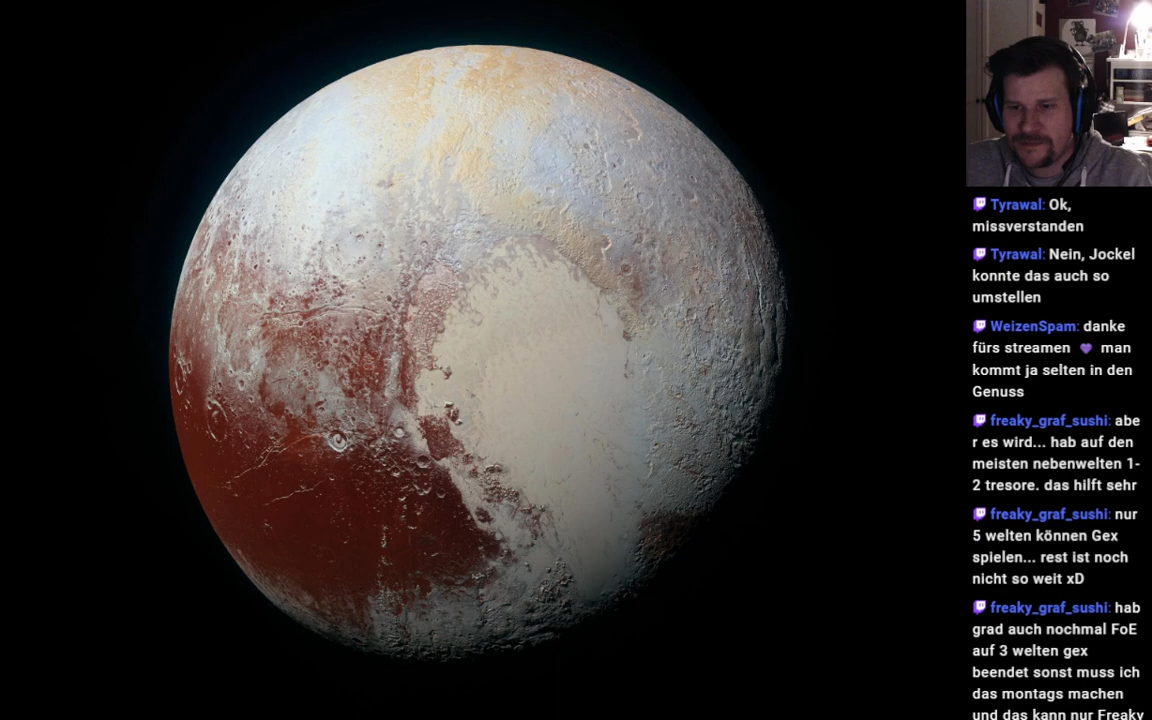 Tyrawal: Ok,
missverstanden
Tyrawal: Nein, Jockel
konnte das auch so
umstellen
WeizenSpam: danke
fürs streamen 💜 man
kommt ja selten in den
Genuss
freaky_graf_sushi: abe
r es wird... hab auf den
meisten nebenwelten 1-
2 tresore. das hilft sehr
freaky_graf_sushi: nur
5 welten können Gex
spielen... rest ist noch
nicht so weit xD
freaky_graf_sushi: hab
grad auch nochmal FoE
auf 3 welten gex
beendet sonst muss ich
das montags machen
und das kann nur Freaky